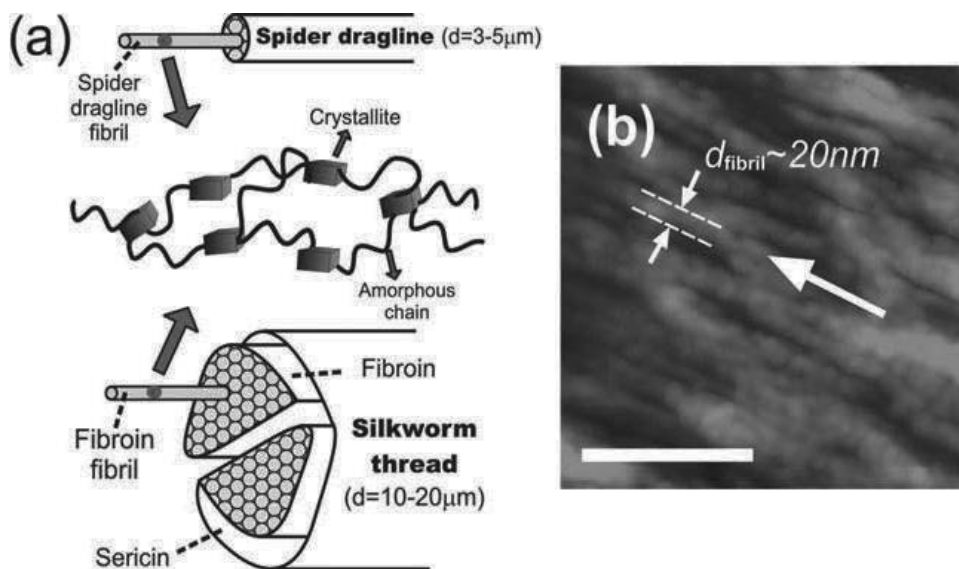 (a)
Spider dragline (d=3-5μm)
Spider
dragline
fibril
Crystallite
Amorphous
chain
Fibroin
Fibroin
fibril
Silkworm
thread
(d=10-20μm)
Sericin
(b)
dfibril~20nm